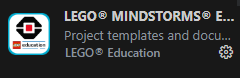 LEGO® MINDSTORMS® E...
Project templates and docu...
LEGO® Education
education